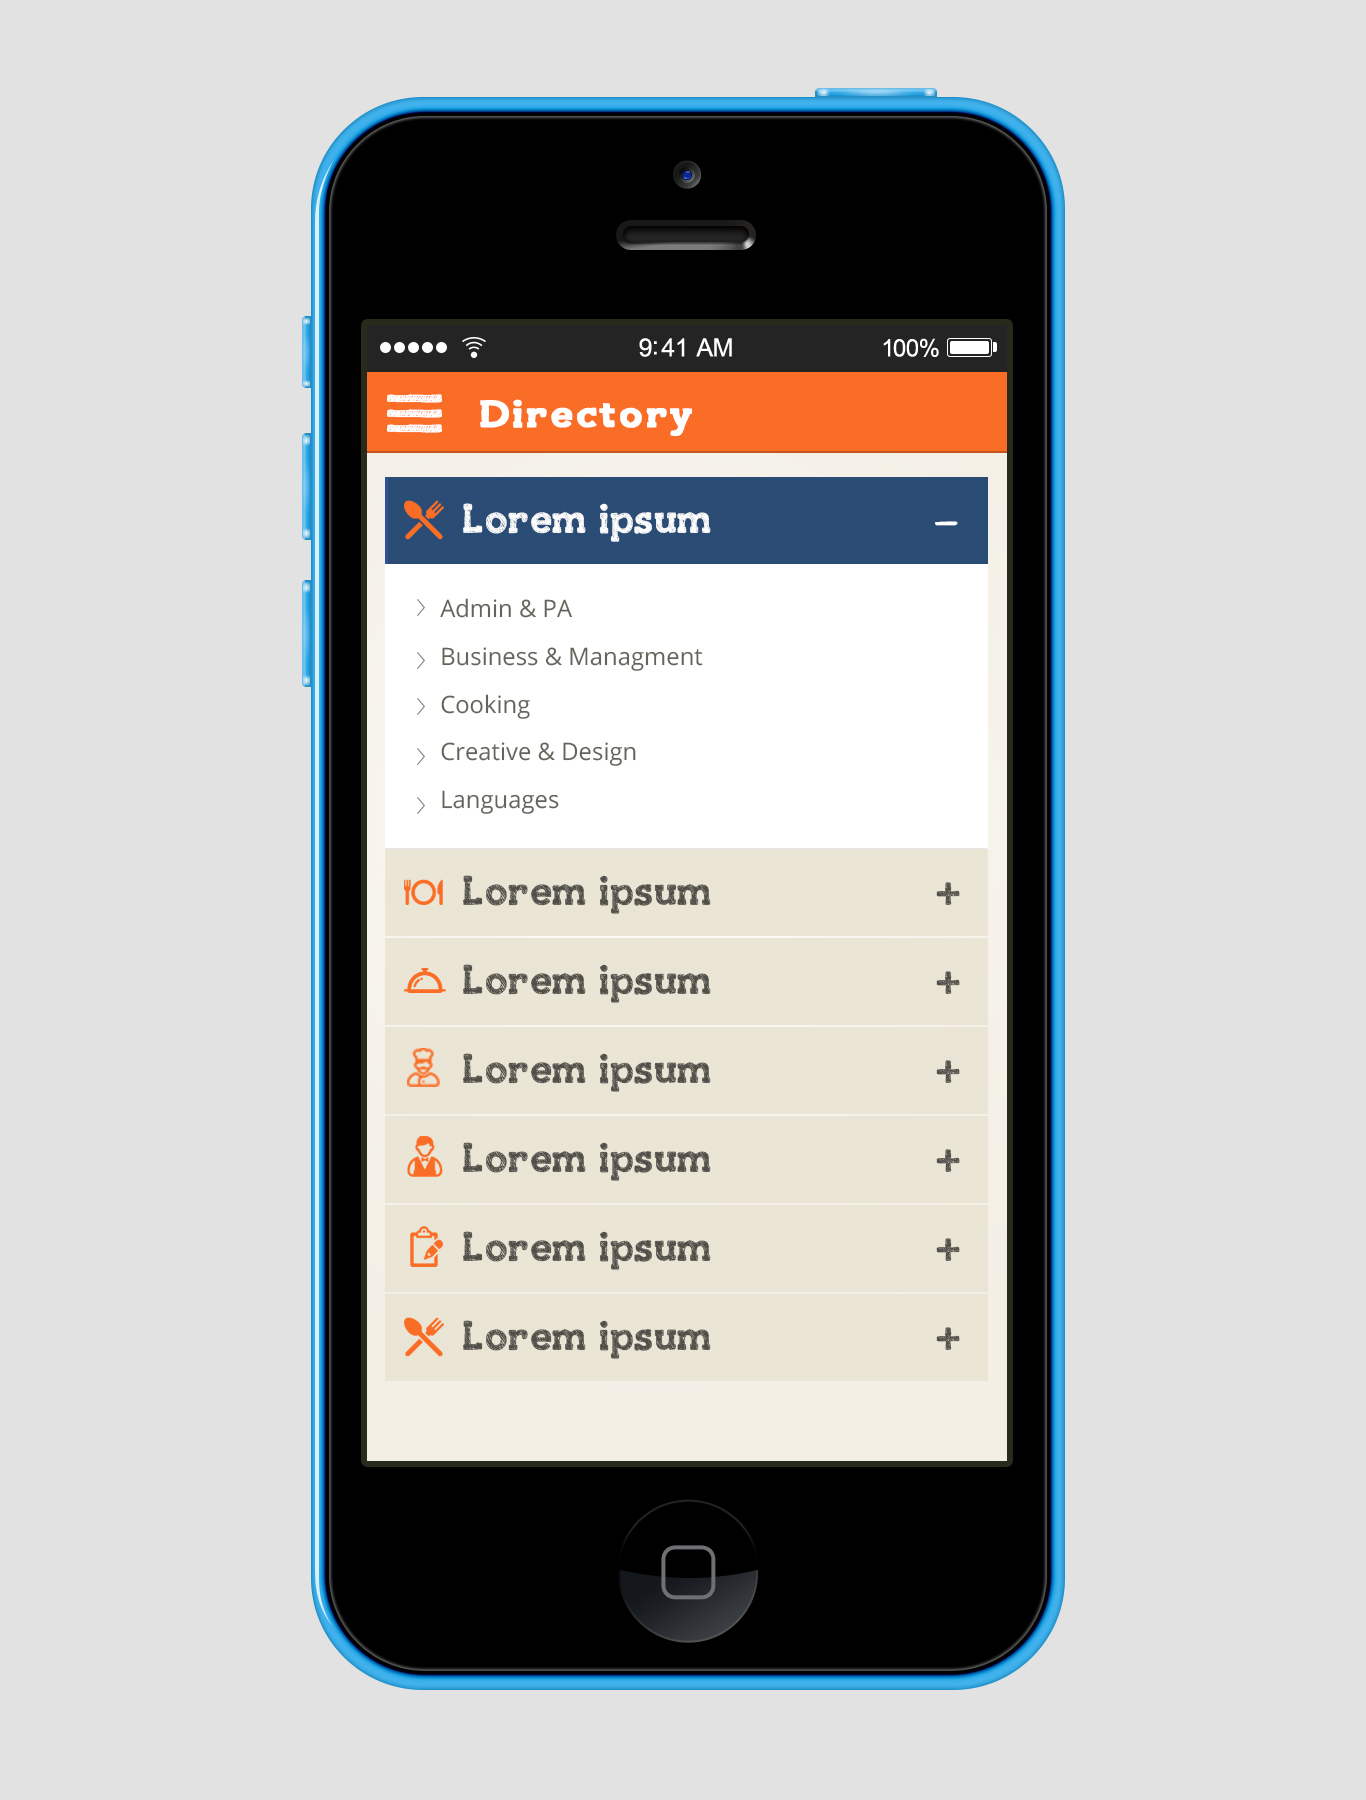 9:41 AM 100%
Directory
Lorem ipsum –
Admin & PA
Business & Managment
Cooking
Creative & Design
Languages
Lorem ipsum +
Lorem ipsum +
Lorem ipsum +
Lorem ipsum +
Lorem ipsum +
Lorem ipsum +